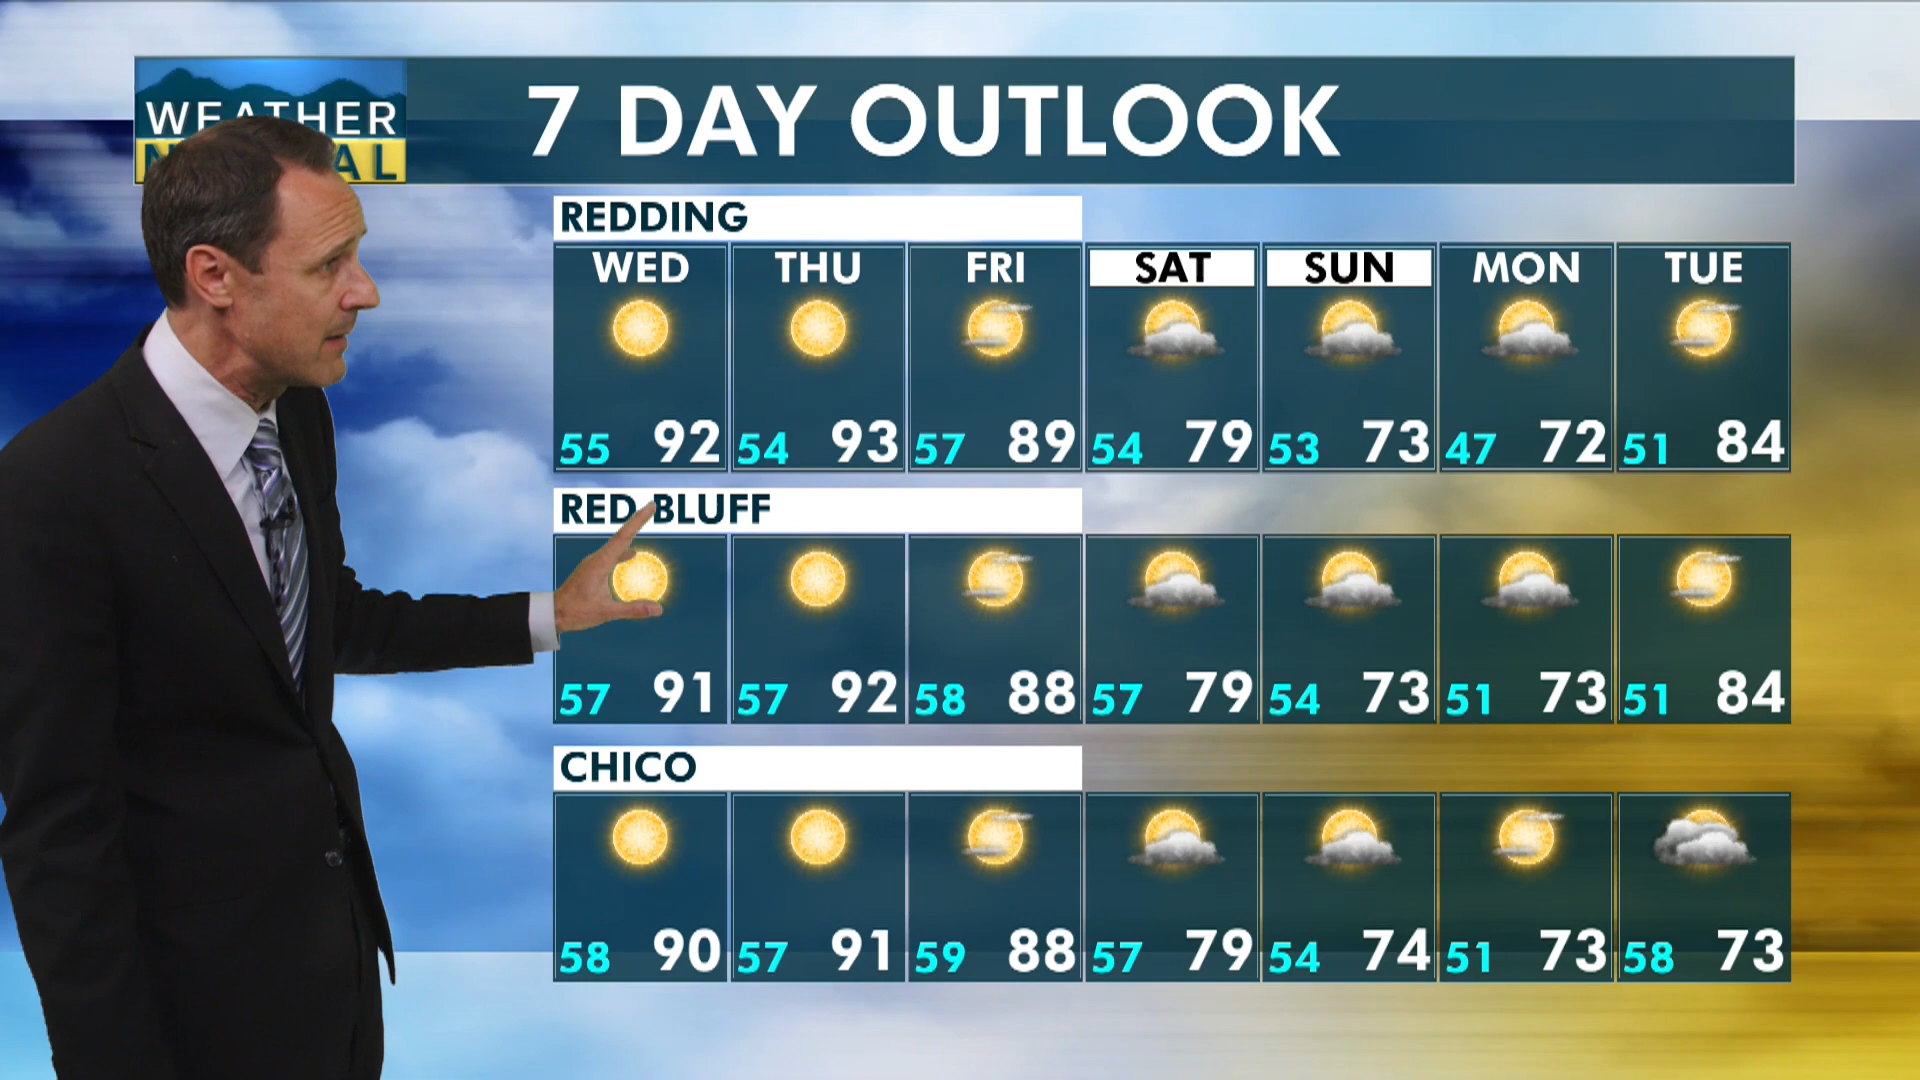 WEATHER
7 DAY OUTLOOK
REDDING
WED THU FRI SAT SUN MON TUE
55 92 54 93 57 89 54 79 53 73 47 72 51 84
RED BLUFF
57 91 57 92 58 88 57 79 54 73 51 73 51 84
CHICO
58 90 57 91 59 88 57 79 54 74 51 73 58 73